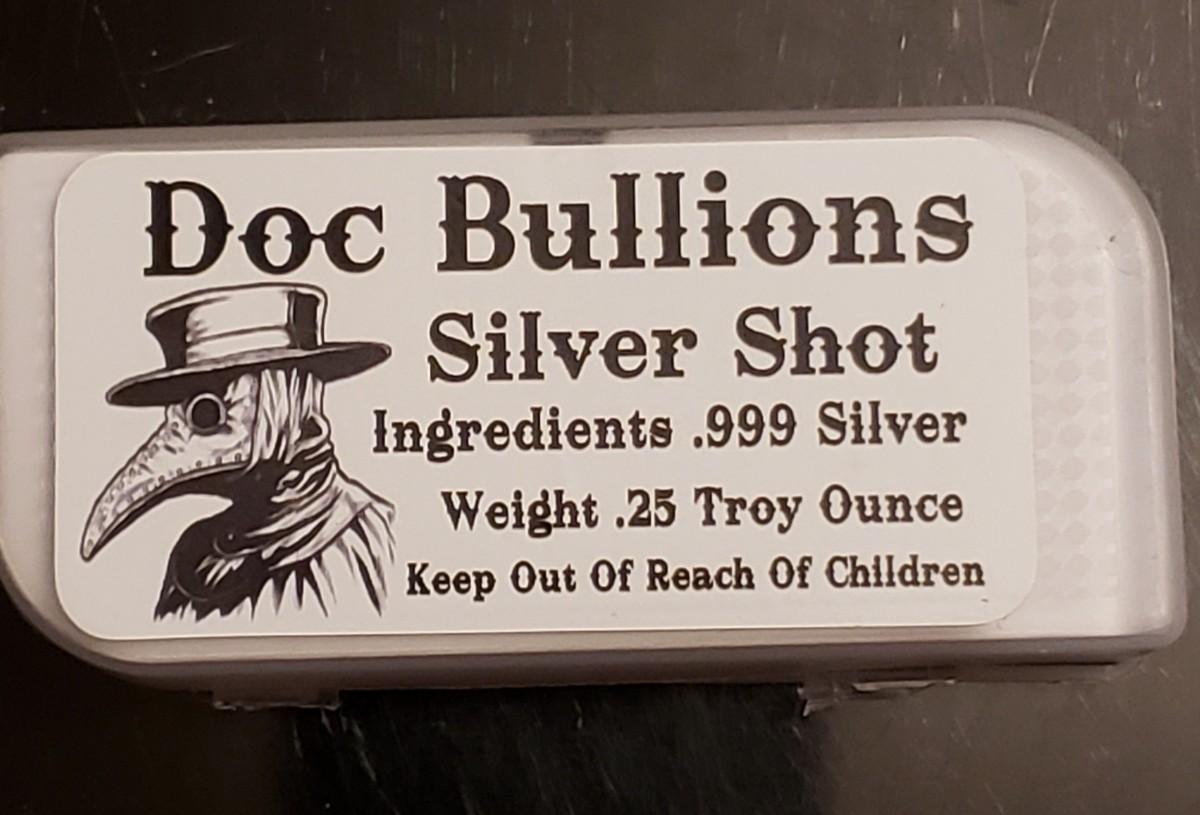 Doc Bullions
Silver Shot
Ingredients .999 Silver
Weight .25 Troy Ounce
Keep Out Of Reach Of Children